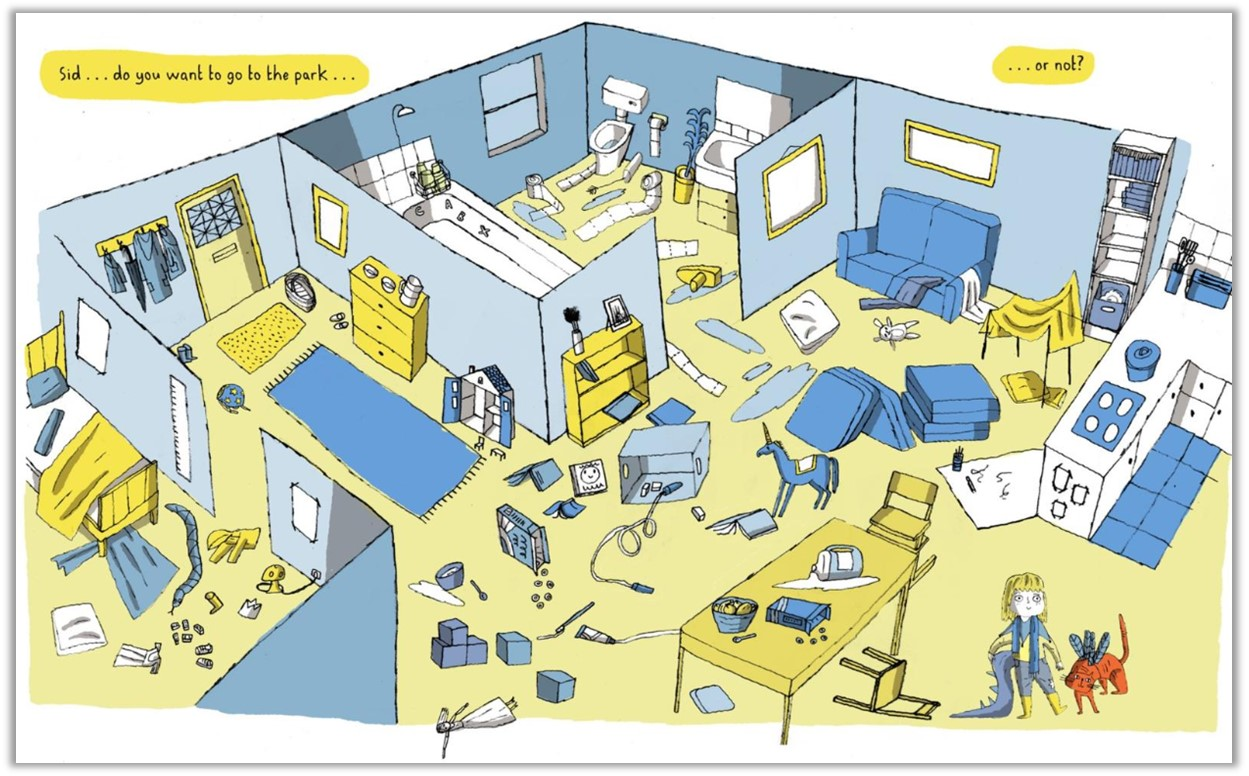 Sid ... do you want to go to the park ...
... or not?
C A B
X